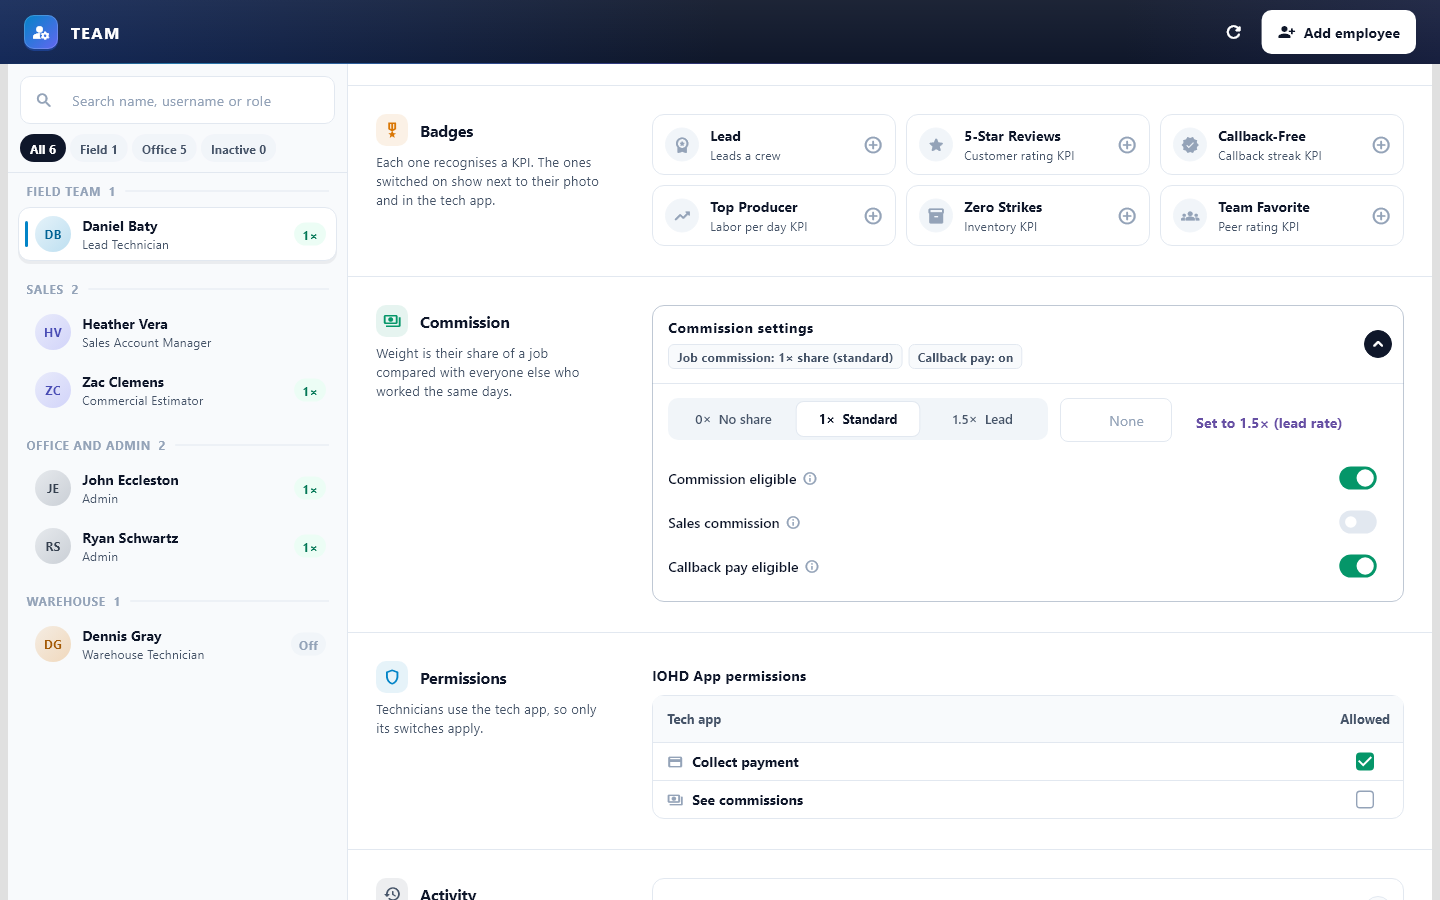 TEAM
Add employee
Search name, username or role
All 6
Field 1
Office 5
Inactive 0
FIELD TEAM 1
DB
Daniel Baty
Lead Technician
1×
SALES 2
HV
Heather Vera
Sales Account Manager
ZC
Zac Clemens
Commercial Estimator
1×
OFFICE AND ADMIN 2
JE
John Eccleston
Admin
1×
RS
Ryan Schwartz
Admin
1×
WAREHOUSE 1
DG
Dennis Gray
Warehouse Technician
Off
Badges
Each one recognises a KPI. The ones
switched on show next to their photo
and in the tech app.
Lead
Leads a crew
5-Star Reviews
Customer rating KPI
Callback-Free
Callback streak KPI
Top Producer
Labor per day KPI
Zero Strikes
Inventory KPI
Team Favorite
Peer rating KPI
Commission
Weight is their share of a job
compared with everyone else who
worked the same days.
Commission settings
Job commission: 1× share (standard)
Callback pay: on
0× No share
1× Standard
1.5× Lead
None
Set to 1.5× (lead rate)
Commission eligible
Sales commission
Callback pay eligible
Permissions
Technicians use the tech app, so only
its switches apply.
IOHD App permissions
Tech app
Allowed
Collect payment
See commissions
Activity